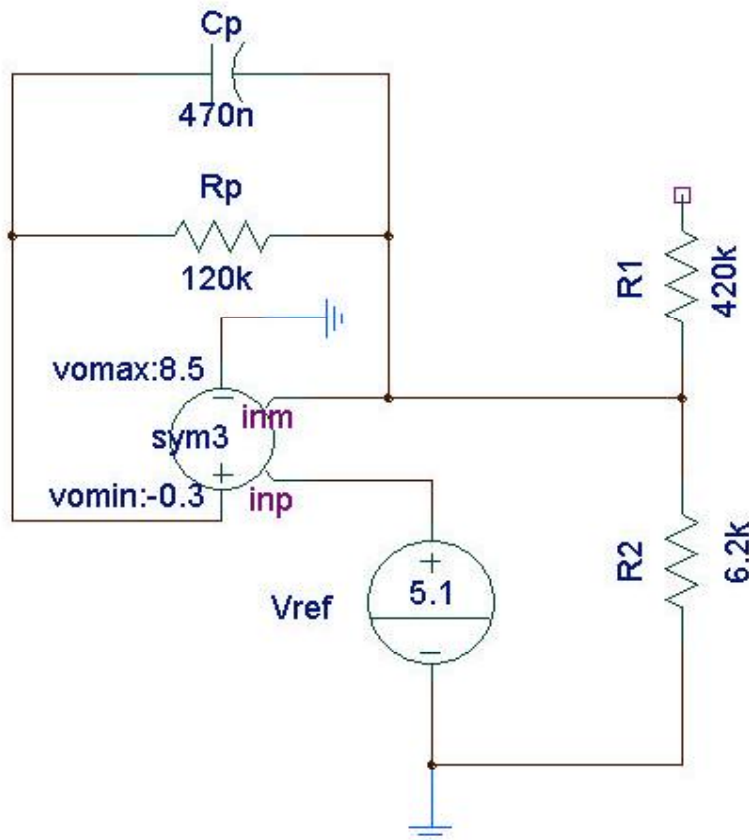 Cp
470n
Rp
120k
R1
420k
vomax:8.5
inm
sym3
vomin:-0.3
inp
Vref
5.1
R2
6.2k